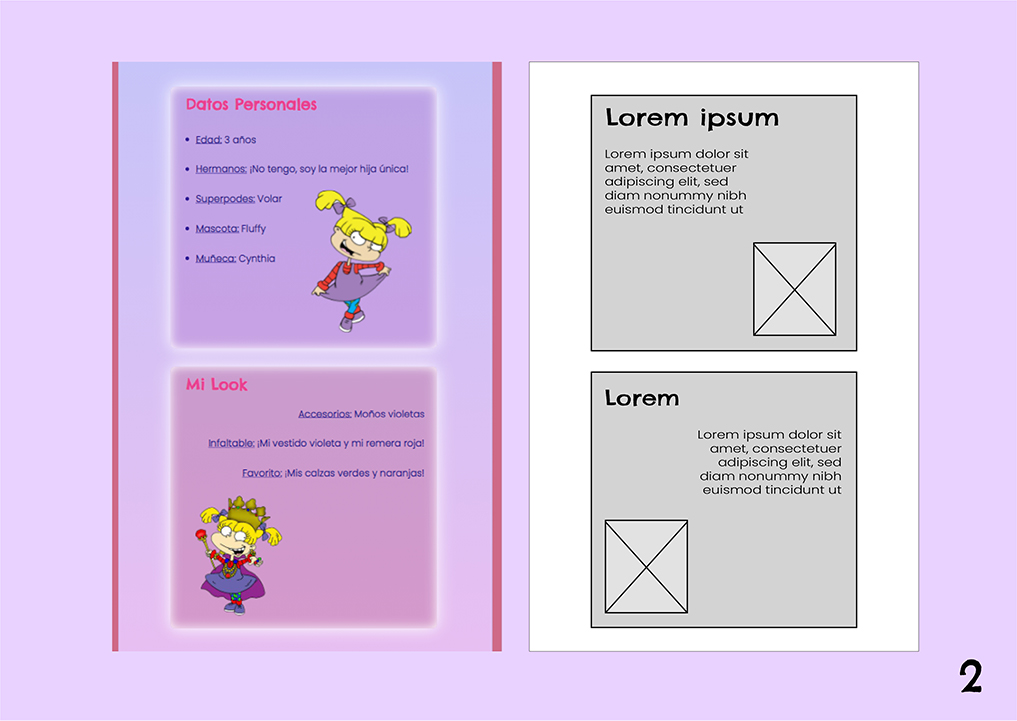 Datos Personales
Edad: 3 años
Hermanos: ¡No tengo, soy la mejor hija única!
Superpodes: Volar
Mascota: Fluffy
Muñeca: Cynthia
Mi Look
Accesorios: Moños violetas
Infaltable: ¡Mi vestido violeta y mi remera roja!
Favorito: ¡Mis calzas verdes y naranjas!
Lorem ipsum
Lorem ipsum dolor sit
amet, consectetuer
adipiscing elit, sed
diam nonummy nibh
euismod tincidunt ut
Lorem
Lorem ipsum dolor sit
amet, consectetuer
adipiscing elit, sed
diam nonummy nibh
euismod tincidunt ut
2